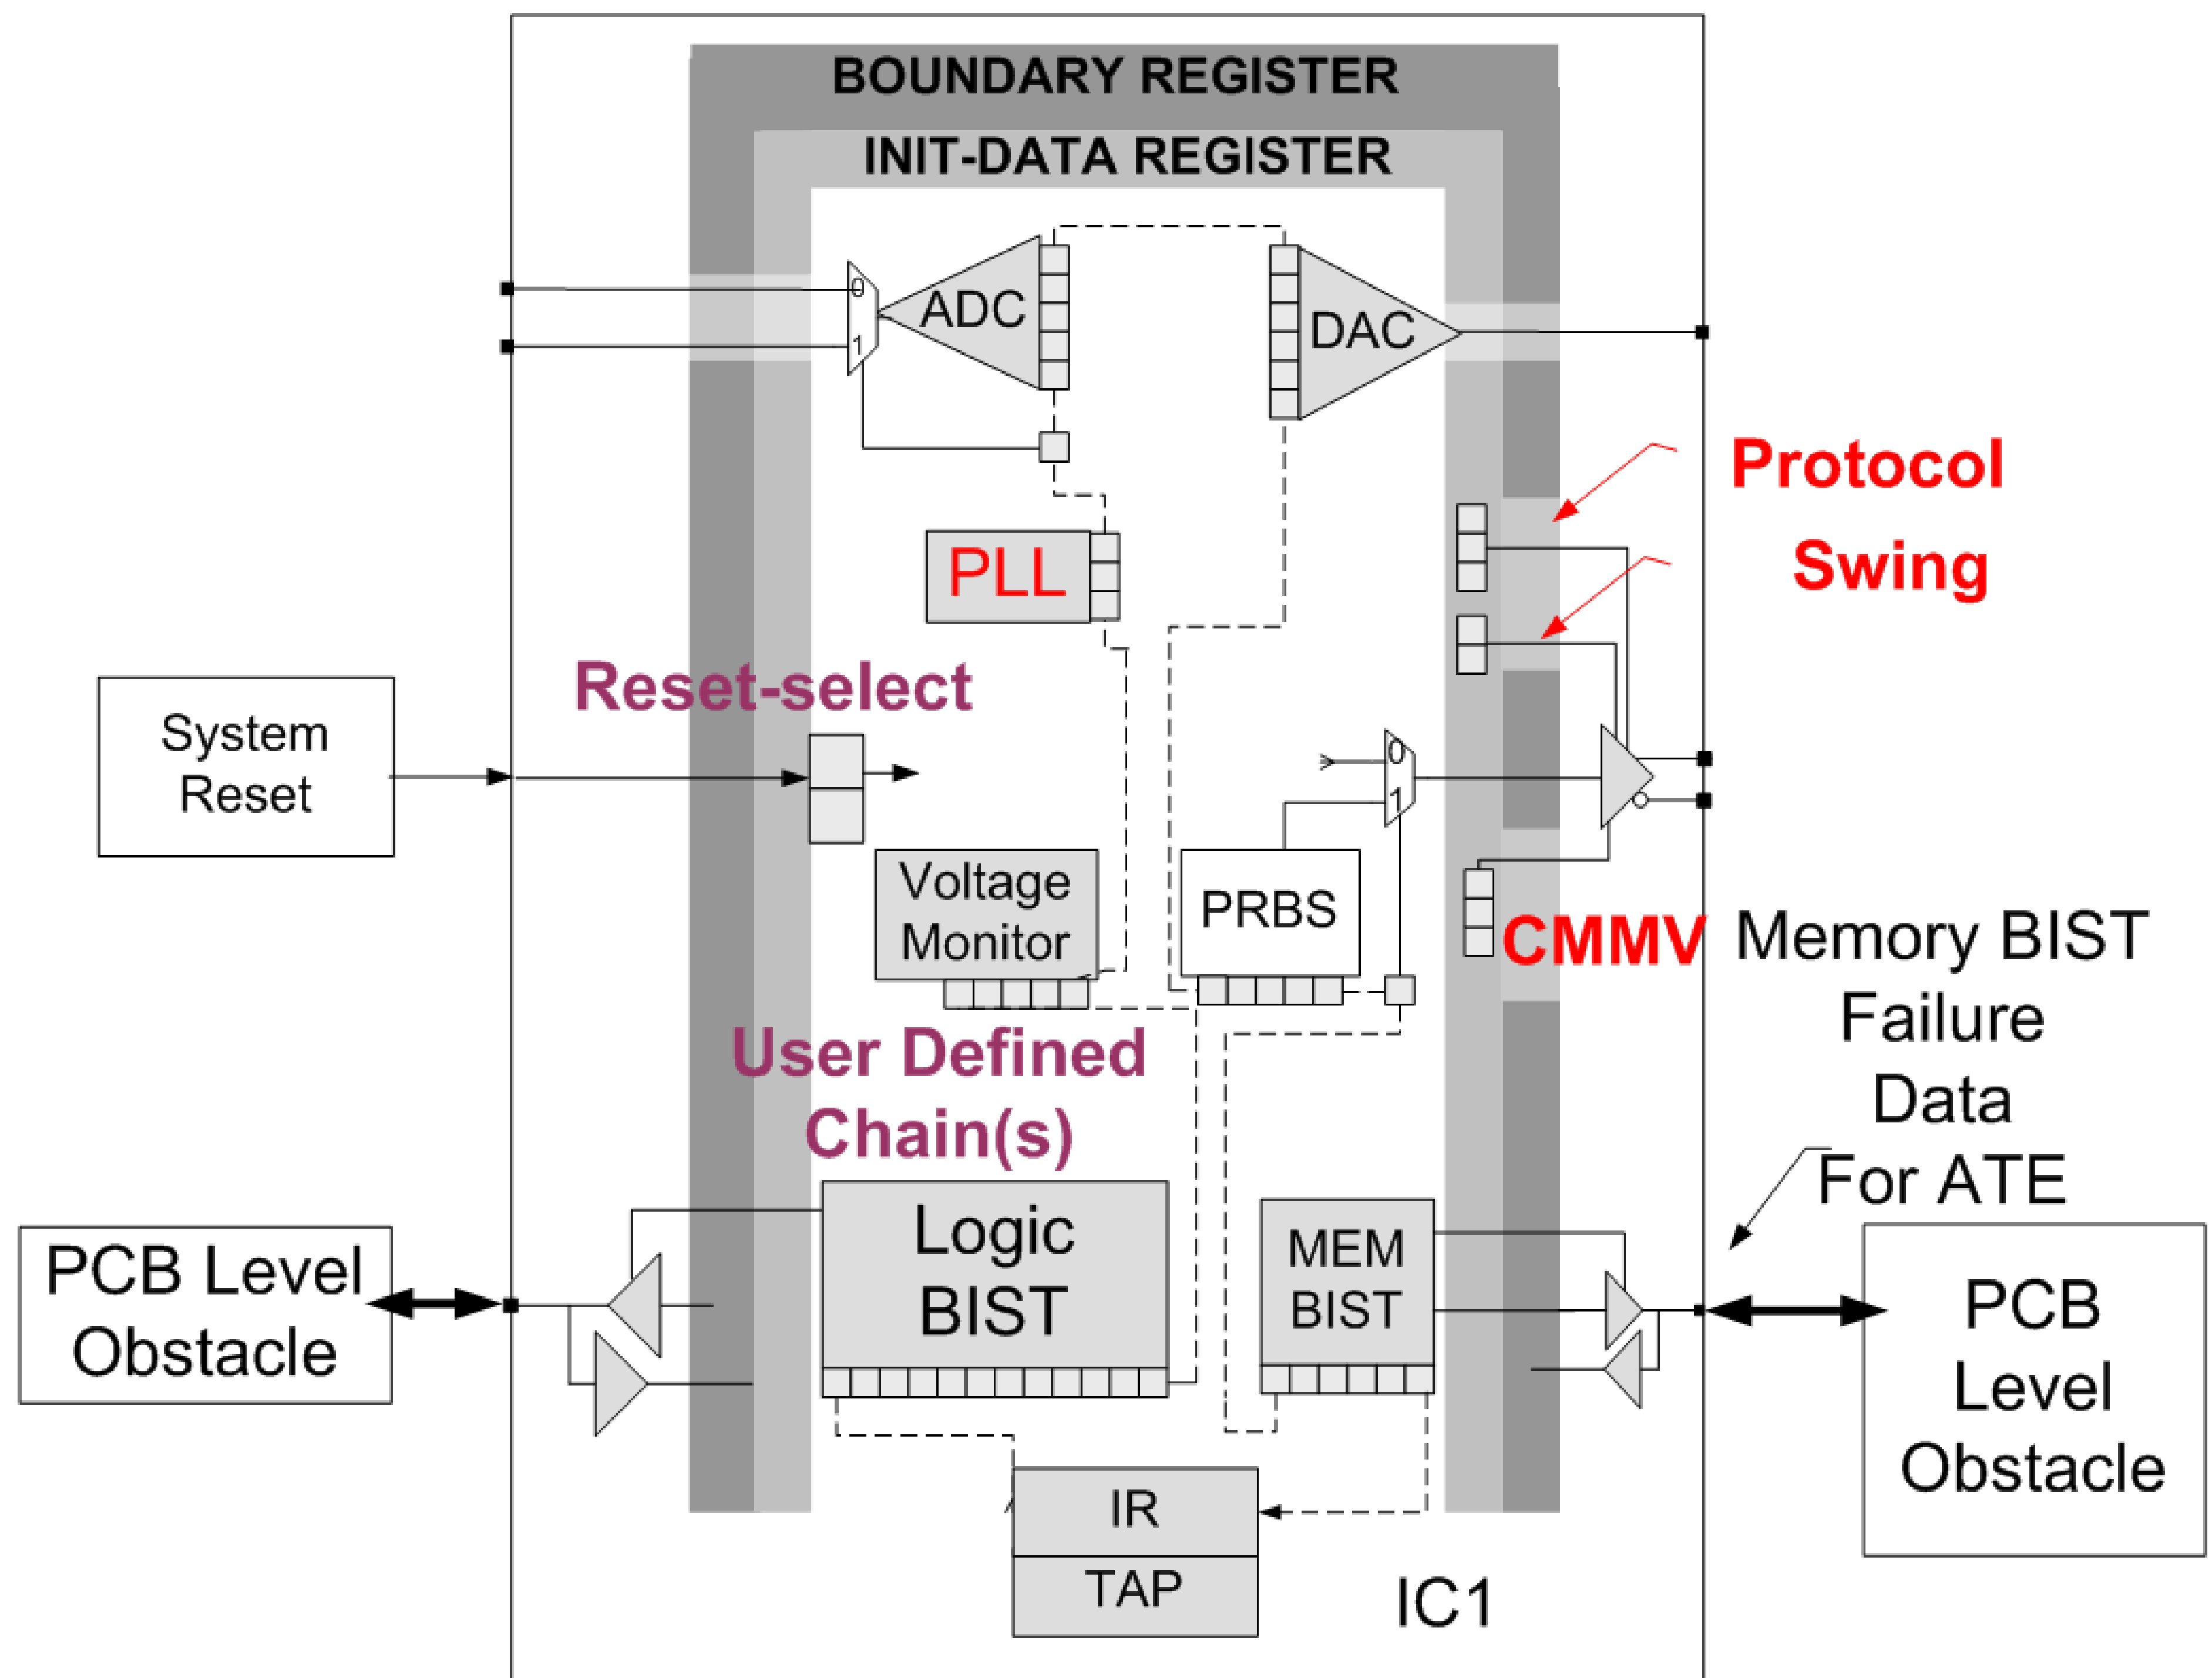 BOUNDARY REGISTER
INIT-DATA REGISTER
0
ADC
1
DAC
Protocol
PLL
Swing
Reset-select
System
Reset
0
1
Voltage
Monitor
PRBS
CMMV
Memory BIST
Failure
Data
For ATE
User Defined
Chain(s)
PCB Level
Obstacle
Logic
BIST
MEM
BIST
PCB
Level
Obstacle
IR
TAP
IC1